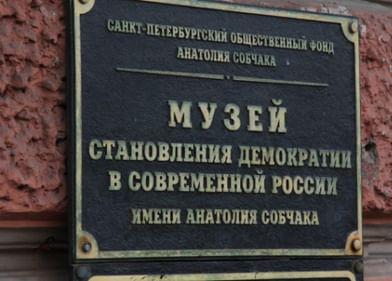 САНКТ-ПЕТЕРБУРГСКИЙ ОБЩЕСТВЕННЫЙ ФОНД
АНАТОЛИЯ СОБЧАКА
МУЗЕЙ
СТАНОВЛЕНИЯ ДЕМОКРАТИИ
В СОВРЕМЕННОЙ РОССИИ
ИМЕНИ АНАТОЛИЯ СОБЧАКА